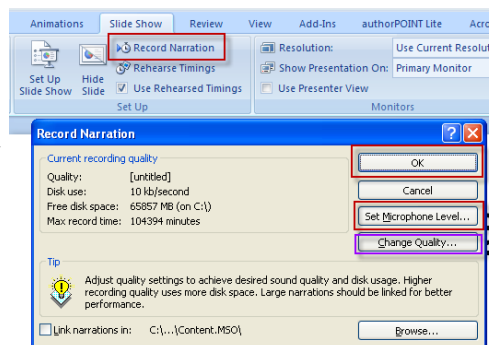 Animations Slide Show Review View Add-Ins authorPOINT Lite Acro
Record Narration
Rehearse Timings
Use Rehearsed Timings
Set Up Slide Show
Hide Slide
Set Up
Resolution: Use Current Resolut
Show Presentation On: Primary Monitor
Use Presenter View
Monitors
Record Narration
Current recording quality
Quality: [untitled]
Disk use: 10 kb/second
Free disk space: 65857 MB (on C:\)
Max record time: 104394 minutes
OK
Cancel
Set Microphone Level...
Change Quality...
Tip
Adjust quality settings to achieve desired sound quality and disk usage. Higher
recording quality uses more disk space. Large narrations should be linked for better
performance.
Link narrations in: C:\...\Content.MSO\
Browse...